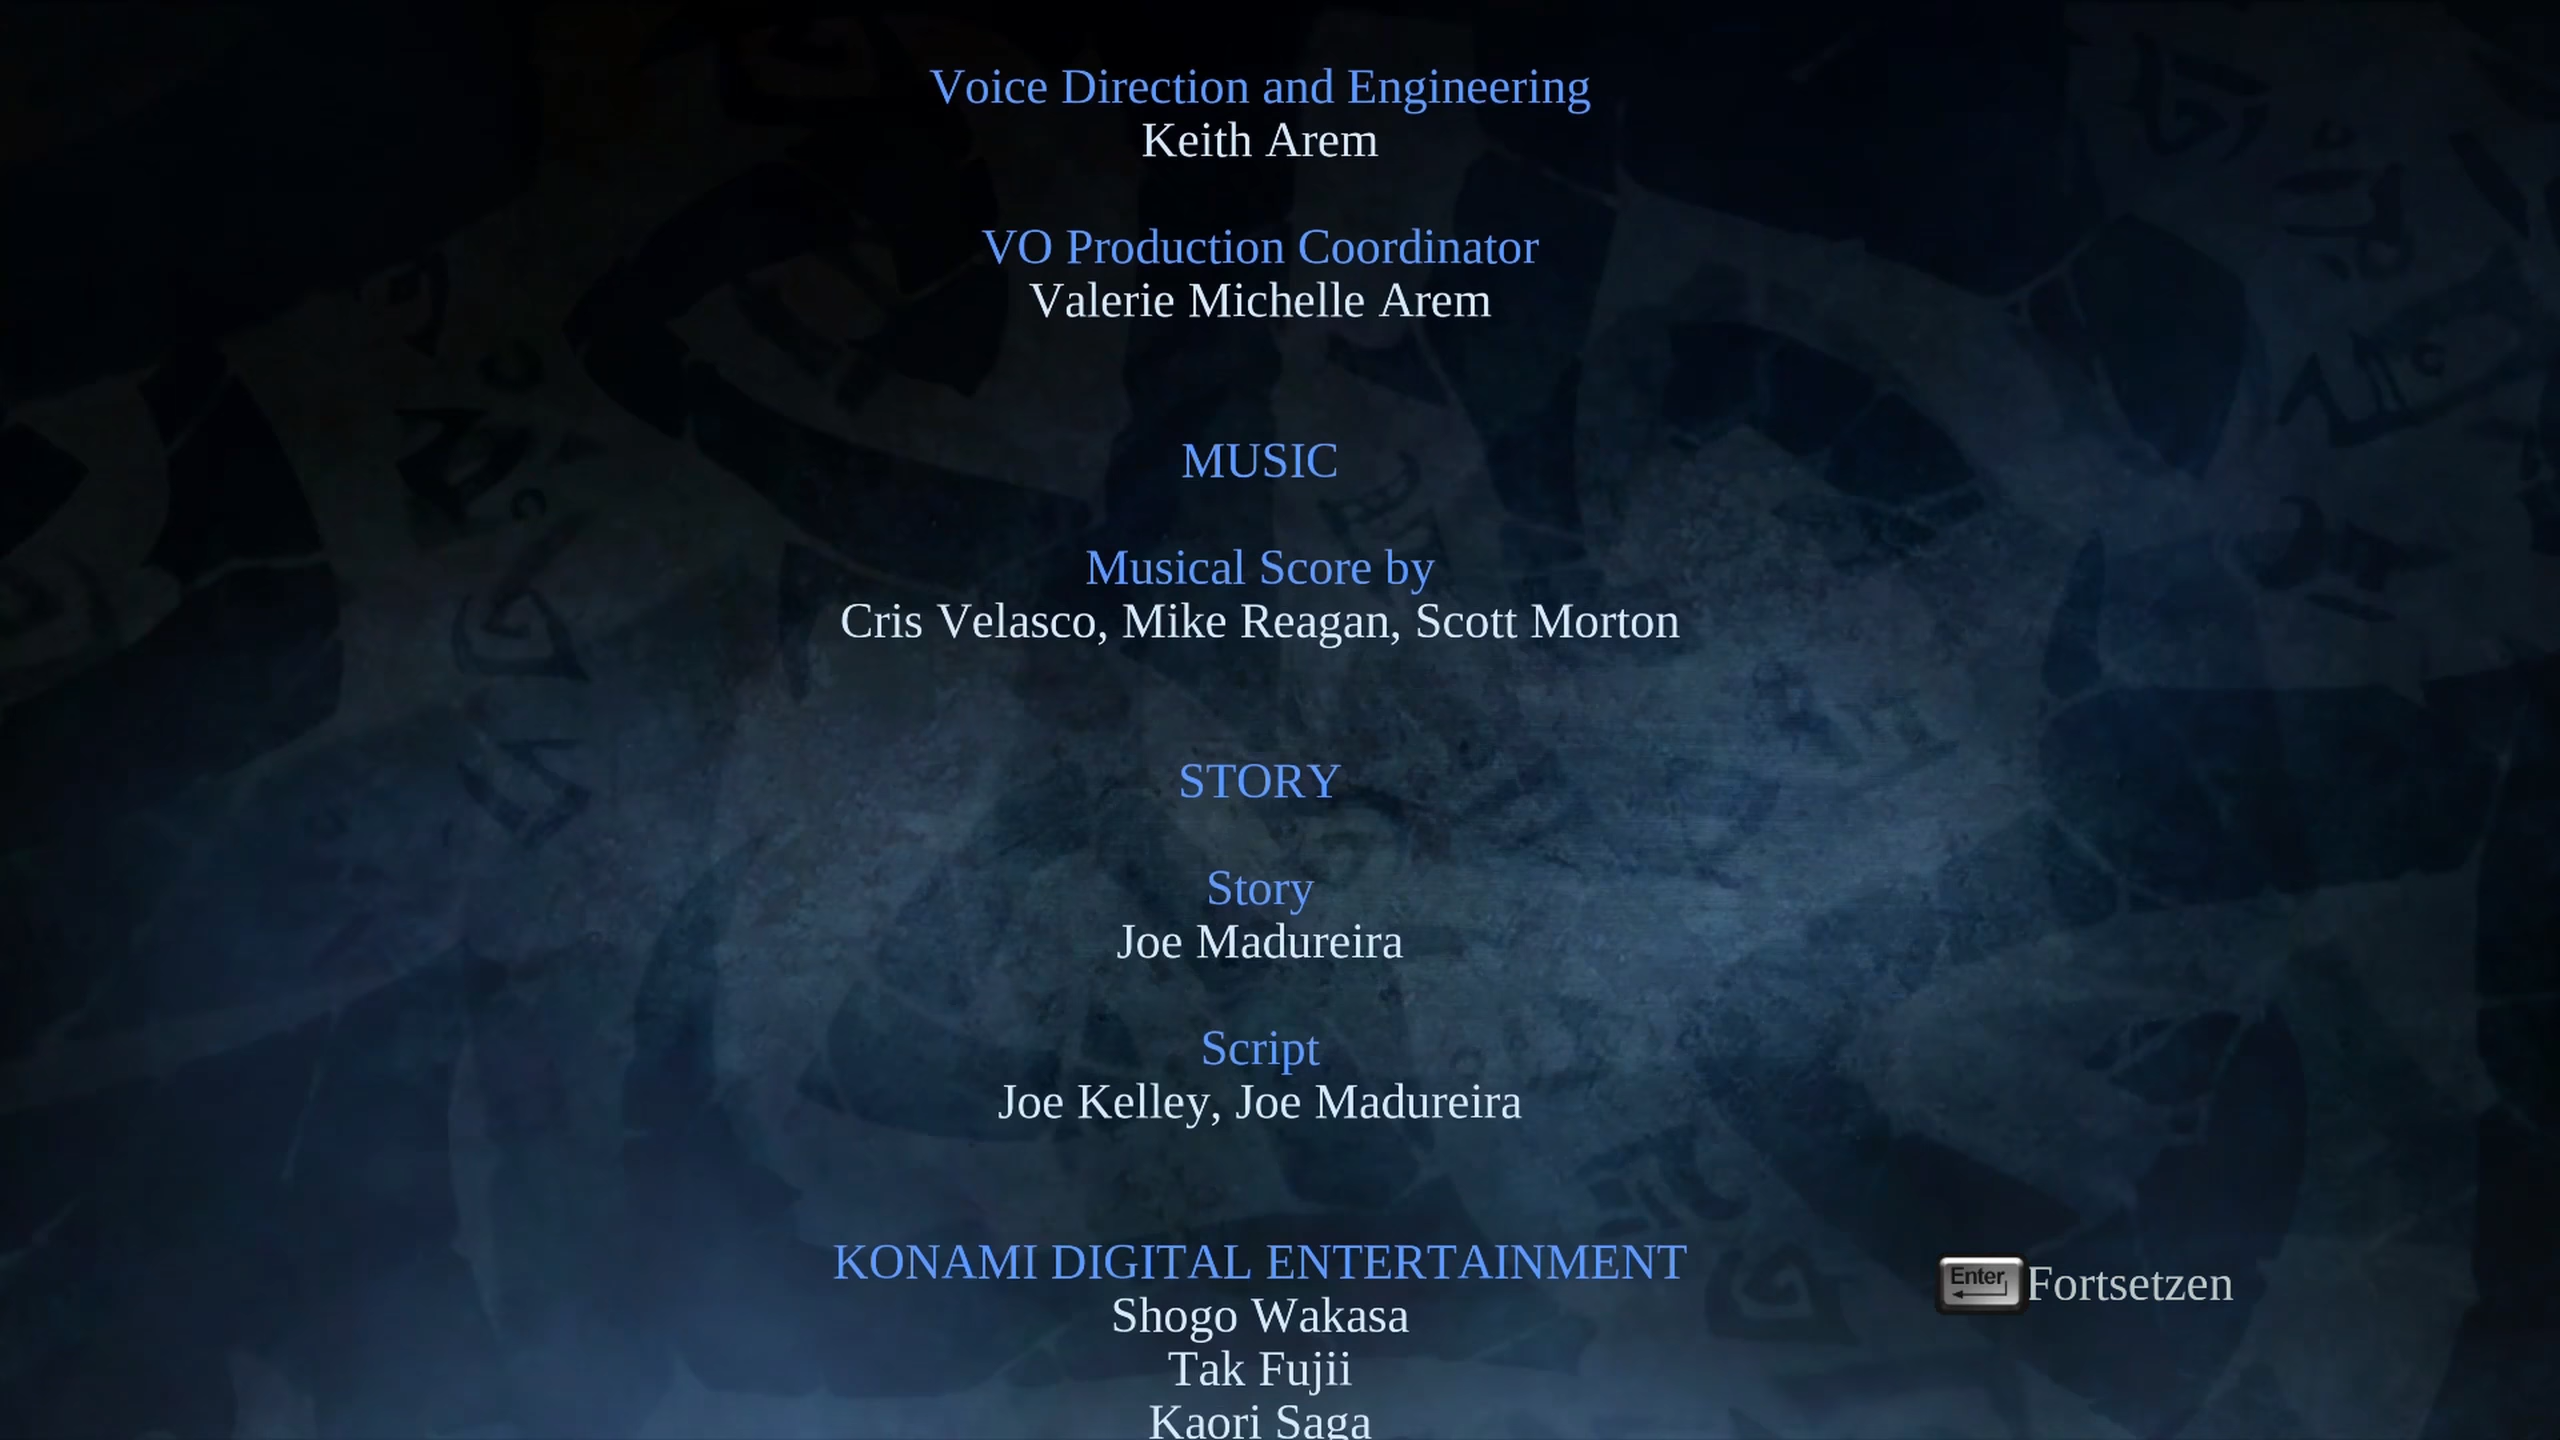 Voice Direction and Engineering
Keith Arem
VO Production Coordinator
Valerie Michelle Arem
MUSIC
Musical Score by
Cris Velasco, Mike Reagan, Scott Morton
STORY
Story
Joe Madureira
Script
Joe Kelley, Joe Madureira
KONAMI DIGITAL ENTERTAINMENT
Shogo Wakasa
Tak Fujii
Kaori Saga
Enter Fortsetzen